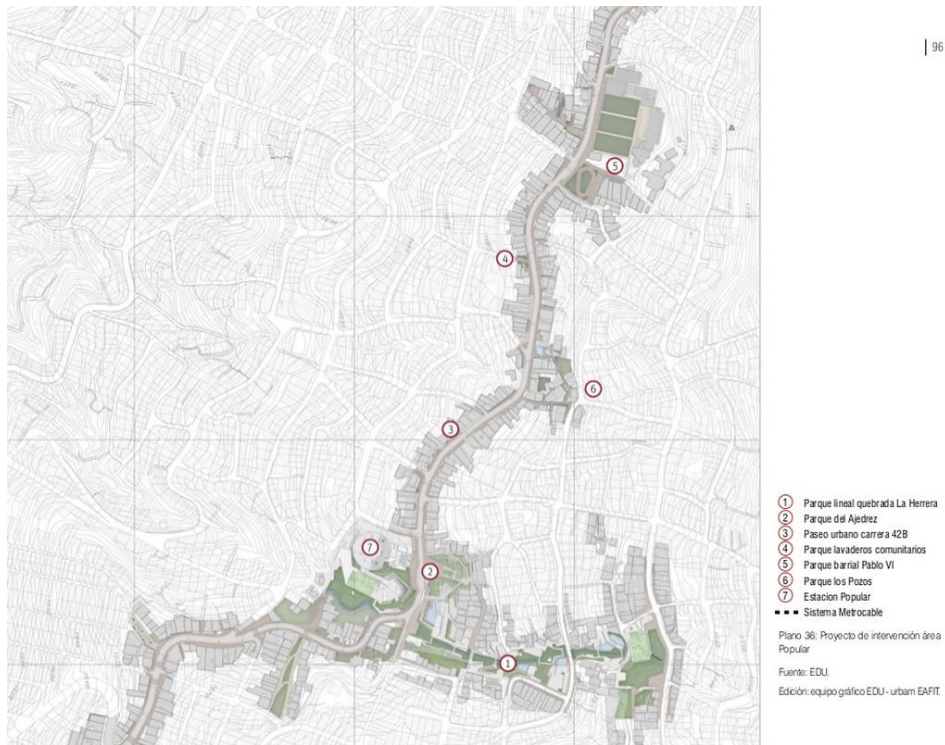 96
5
4
6
3
7
2
1
1 Parque lineal quebrada La Herrera
2 Parque del Ajedrez
3 Paseo urbano carrera 42B
4 Parque lavaderos comunitarios
5 Parque barrial Pablo VI
6 Parque los Pozos
7 Estacion Popular
Sistema Metrocable
Plano 36: Proyecto de intervención área
Popular
Fuente: EDU.
Edición: equipo gráfico EDU - urbam EAFIT.